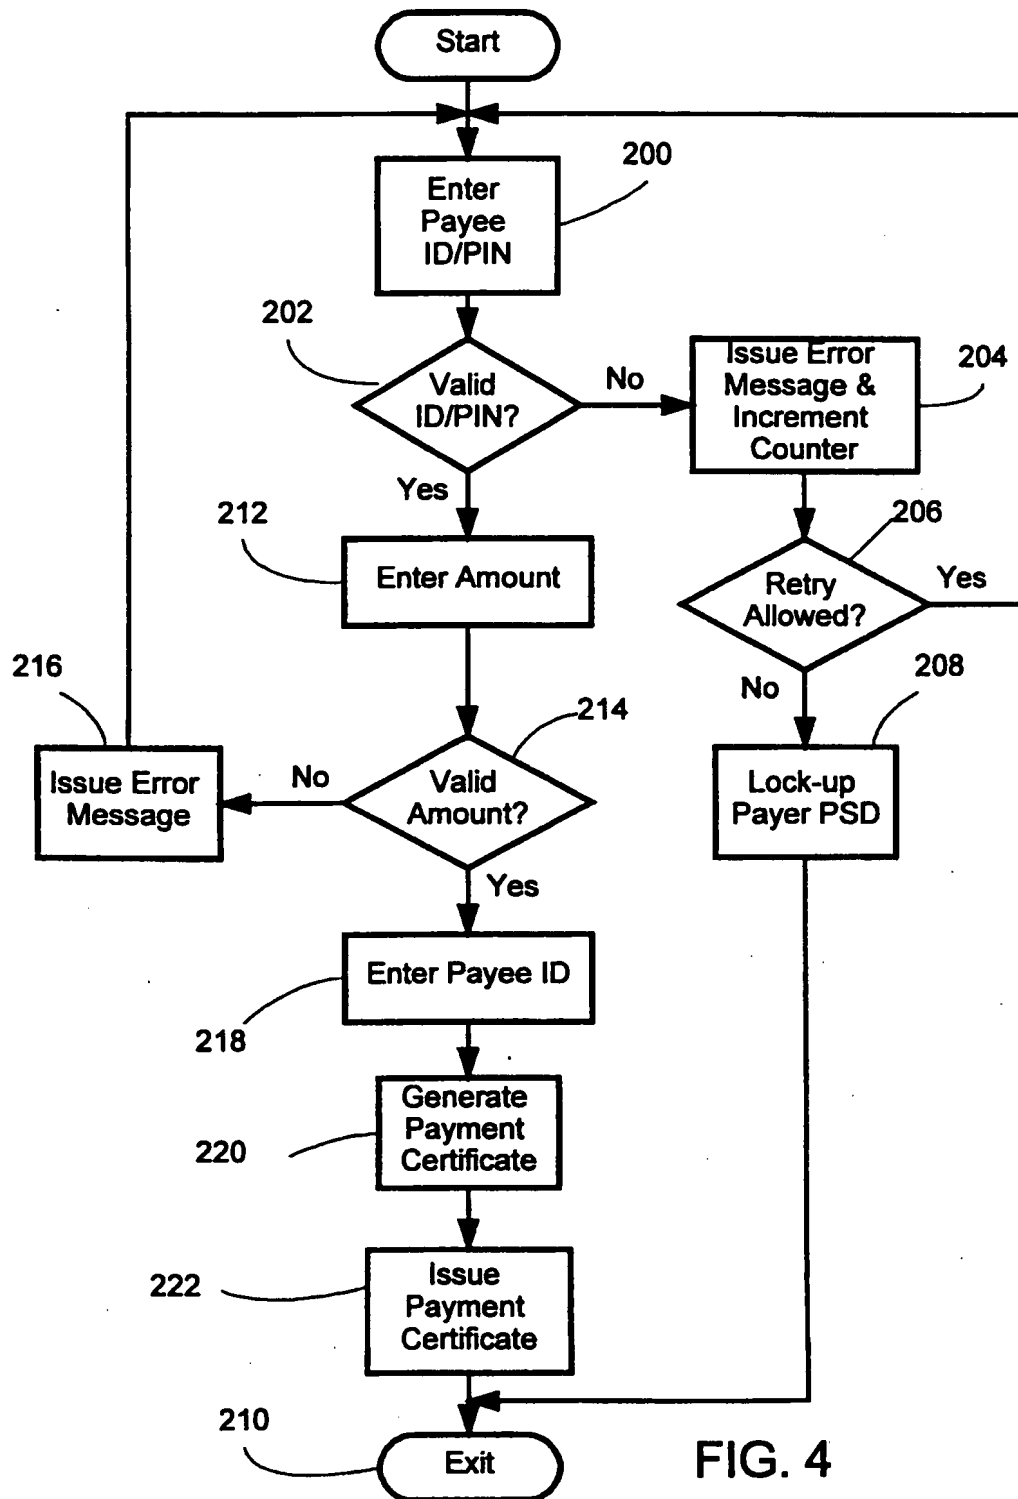 Start
200
Enter
Payee
ID/PIN
202
Valid
ID/PIN?
No
Issue Error
Message &
Increment
Counter
204
Yes
212
Enter Amount
206
Retry
Allowed?
Yes
216
Issue Error
Message
No
214
Valid
Amount?
No
208
Lock-up
Payer PSD
Yes
Enter Payee ID
218
Generate
Payment
Certificate
220
Issue
Payment
Certificate
222
210
Exit
FIG. 4